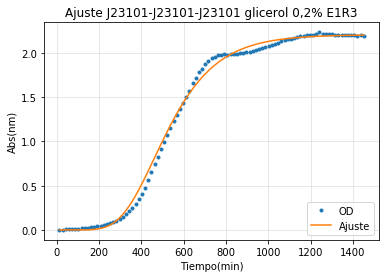 Ajuste J23101-J23101-J23101 glicerol 0,2% E1R3
Abs(nm)
2.0
1.5
1.0
0.5
0.0
OD
Ajuste
0 200 400 600 800 1000 1200 1400
Tiempo(min)